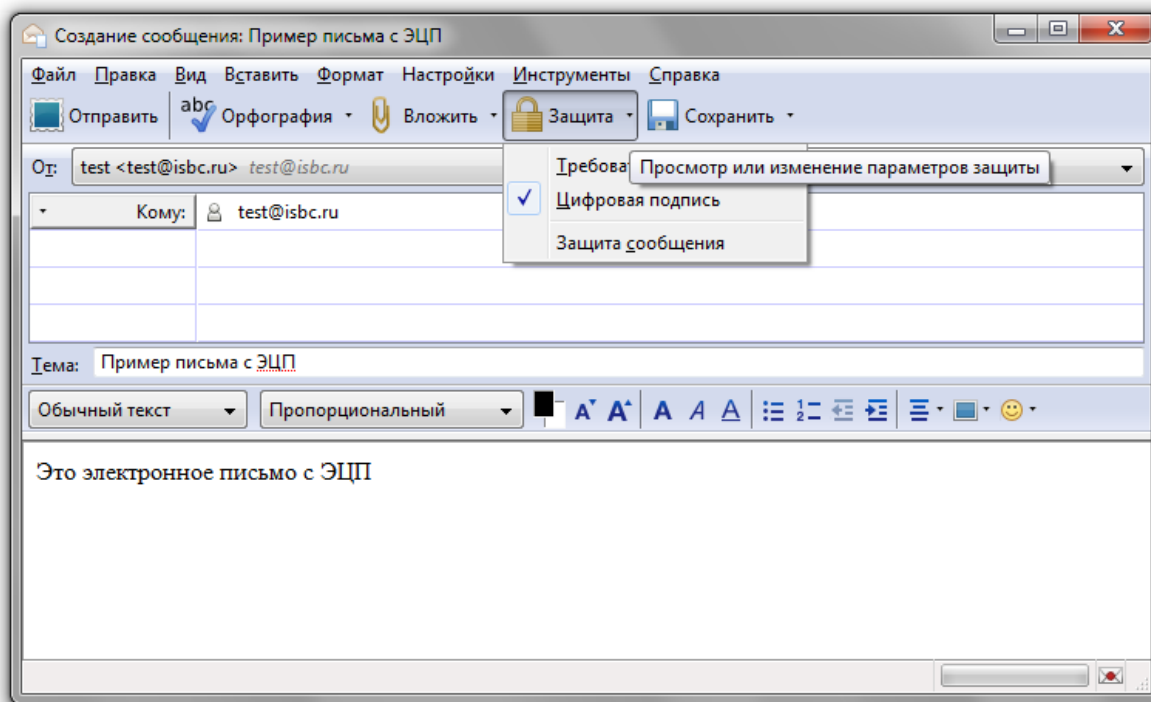 Создание сообщения: Пример письма с ЭЦП
Файл Правка Вид Вставить Формат Настройки Инструменты Справка
Отправить abc Орфография Вложить Защита Сохранить
От: test <test@isbc.ru> test@isbc.ru
Просмотр или изменение параметров защиты
Кому: test@isbc.ru
Цифровая подпись
Защита сообщения
Тема: Пример письма с ЭЦП
Обычный текст Пропорциональный
Это электронное письмо с ЭЦП